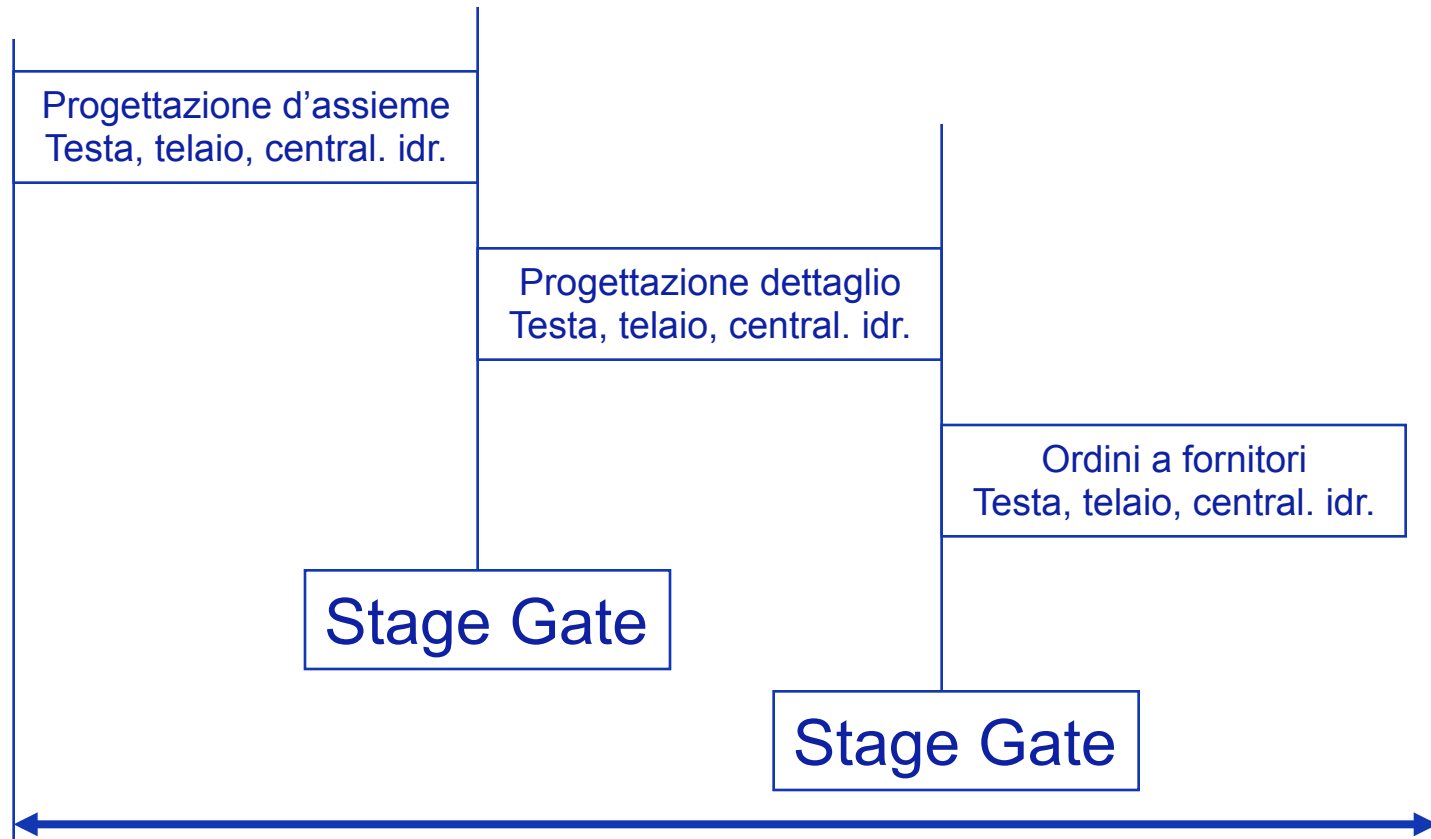 Progettazione d’assieme
Testa, telaio, central. idr.
Progettazione dettaglio
Testa, telaio, central. idr.
Ordini a fornitori
Testa, telaio, central. idr.
Stage Gate
Stage Gate